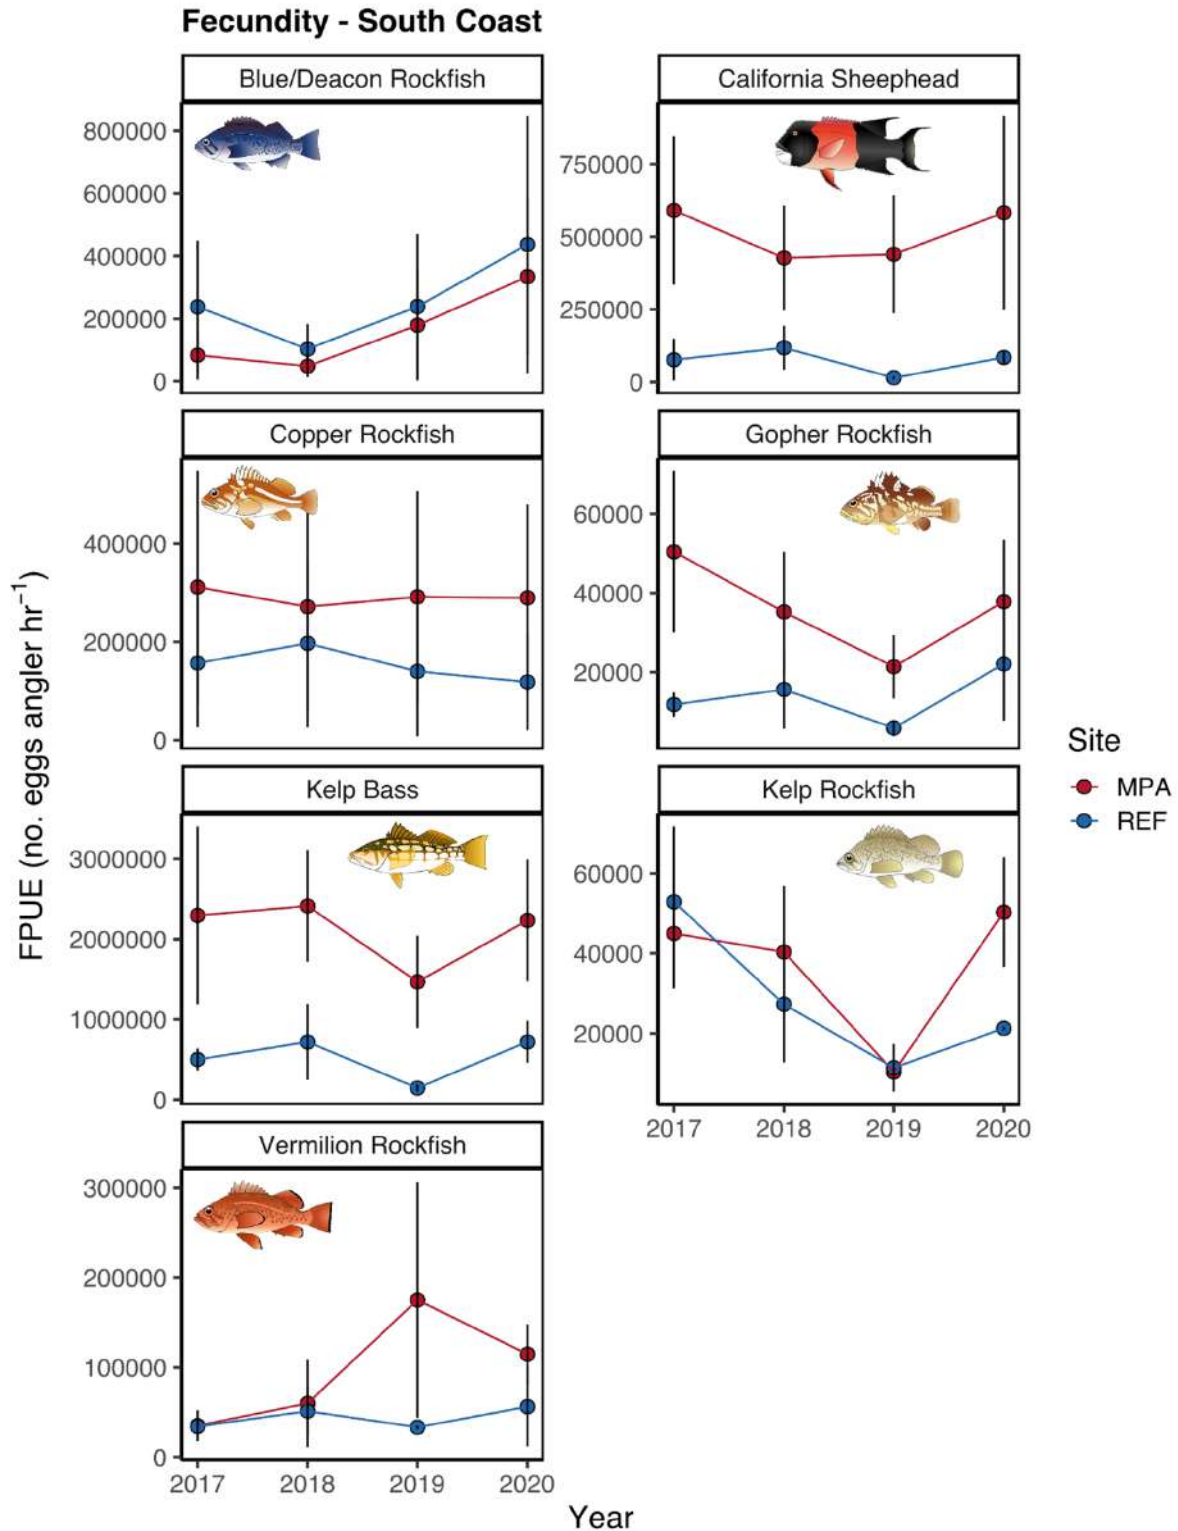 Fecundity - South Coast
Blue/Deacon Rockfish
California Sheephead
800000
600000
400000
200000
0
750000
500000
250000
0
Copper Rockfish
Gopher Rockfish
400000
200000
0
60000
40000
20000
FPUE (no. eggs angler hr⁻¹)
Kelp Bass
Kelp Rockfish
3000000
2000000
1000000
0
60000
40000
20000
2017 2018 2019 2020
Site
MPA
REF
Vermilion Rockfish
300000
200000
100000
0
2017 2018 2019 2020
Year